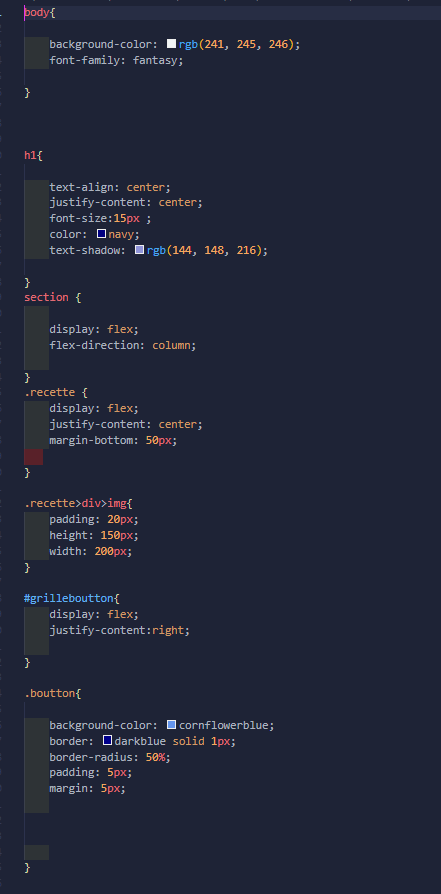 body{
background-color: rgb(241, 245, 246);
font-family: fantasy;
}
h1{
text-align: center;
justify-content: center;
font-size:15px ;
color: navy;
text-shadow: rgb(144, 148, 216);
}
section {
display: flex;
flex-direction: column;
}
.recette {
display: flex;
justify-content: center;
margin-bottom: 50px;
}
.recette>div>img{
padding: 20px;
height: 150px;
width: 200px;
}
#grilleboutton{
display: flex;
justify-content:right;
}
.boutton{
background-color: cornflowerblue;
border: darkblue solid 1px;
border-radius: 50%;
padding: 5px;
margin: 5px;
}